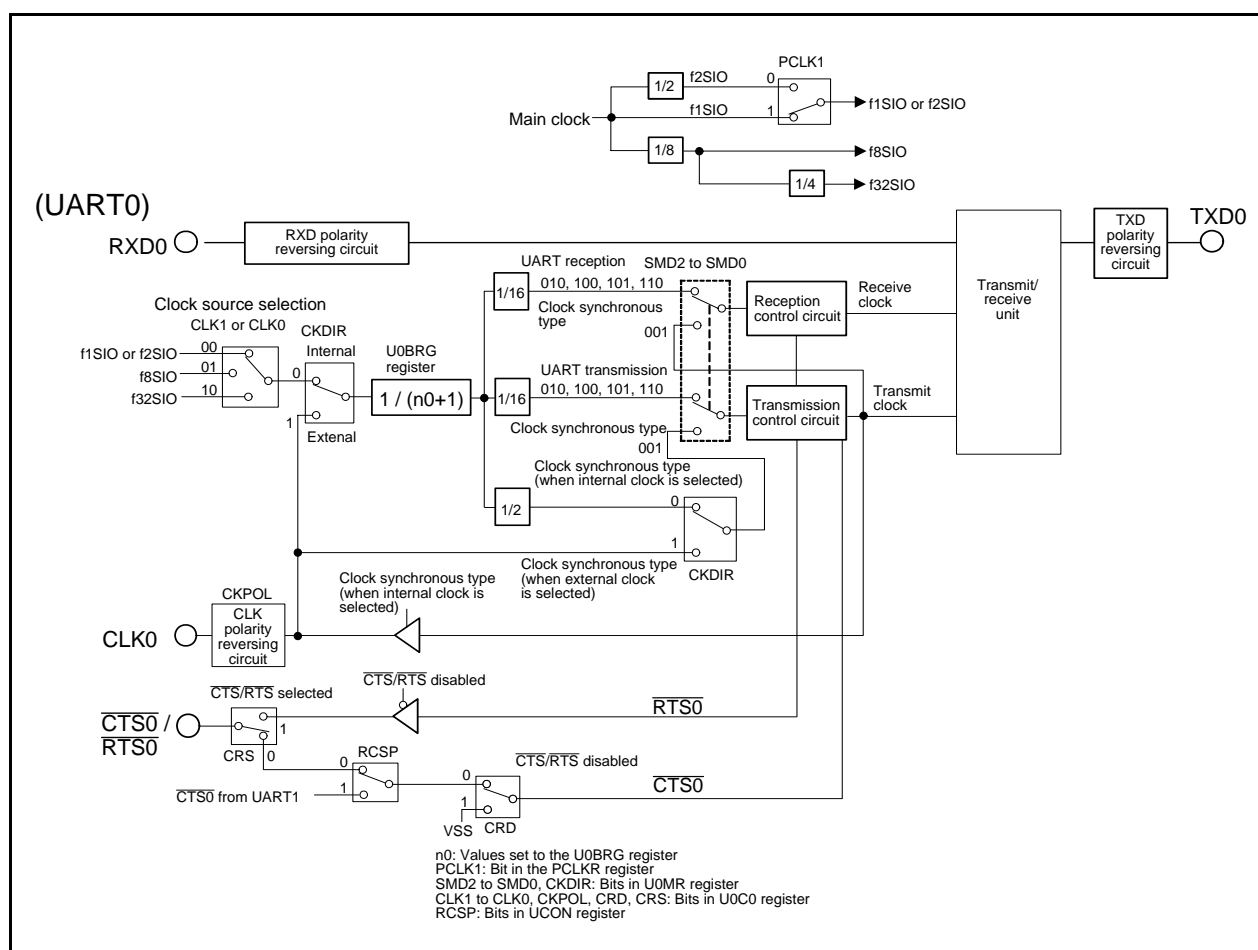 PCLK1
f2SIO
0
1/2
f1SIO or f2SIO
f1SIO
1
Main clock
1/8
f8SIO
1/4
f32SIO
(UART0)
RXD0
RXD polarity
reversing circuit
TXD
polarity
reversing
circuit
TXD0
UART reception
SMD2 to SMD0
1/16
010, 100, 101, 110
Clock synchronous
type
001
Reception
control circuit
Receive
clock
Transmit/
receive
unit
Clock source selection
CLK1 or CLK0
f1SIO or f2SIO
00
f8SIO
01
f32SIO
10
CKDIR
Internal
0
1
Extenal
U0BRG
register
1 / (n0+1)
UART transmission
1/16
010, 100, 101, 110
Clock synchronous type
001
Transmission
control circuit
Transmit
clock
Clock synchronous type
(when internal clock is selected)
1/2
0
1
CKDIR
Clock synchronous type
(when external clock
is selected)
Clock synchronous type
(when internal clock is
selected)
CKPOL
CLK
polarity
reversing
circuit
CLK0
CTS/RTS selected
CTS/RTS disabled
CTS0 /
RTS0
1
0
CRS
RTS0
RCSP
0
1
CTS0 from UART1
CTS/RTS disabled
0
1
VSS
CRD
CTS0
n0: Values set to the U0BRG register
PCLK1: Bit in the PCLKR register
SMD2 to SMD0, CKDIR: Bits in U0MR register
CLK1 to CLK0, CKPOL, CRD, CRS: Bits in U0C0 register
RCSP: Bits in UCON register